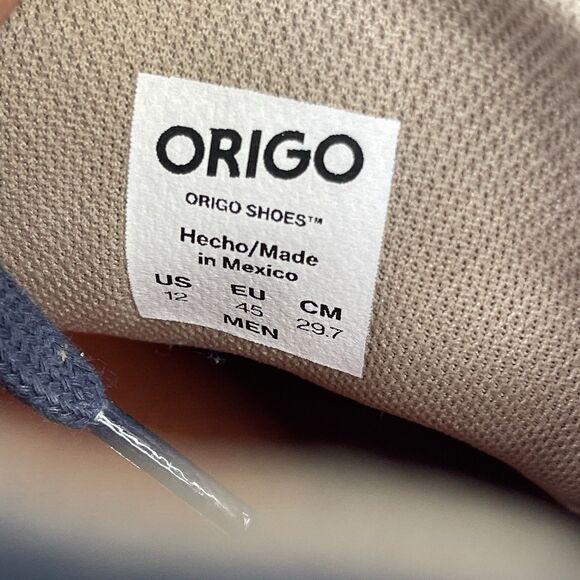 ORIGO
ORIGO SHOES™
Hecho/Made
in Mexico
US EU CM
12 45 29.7
MEN